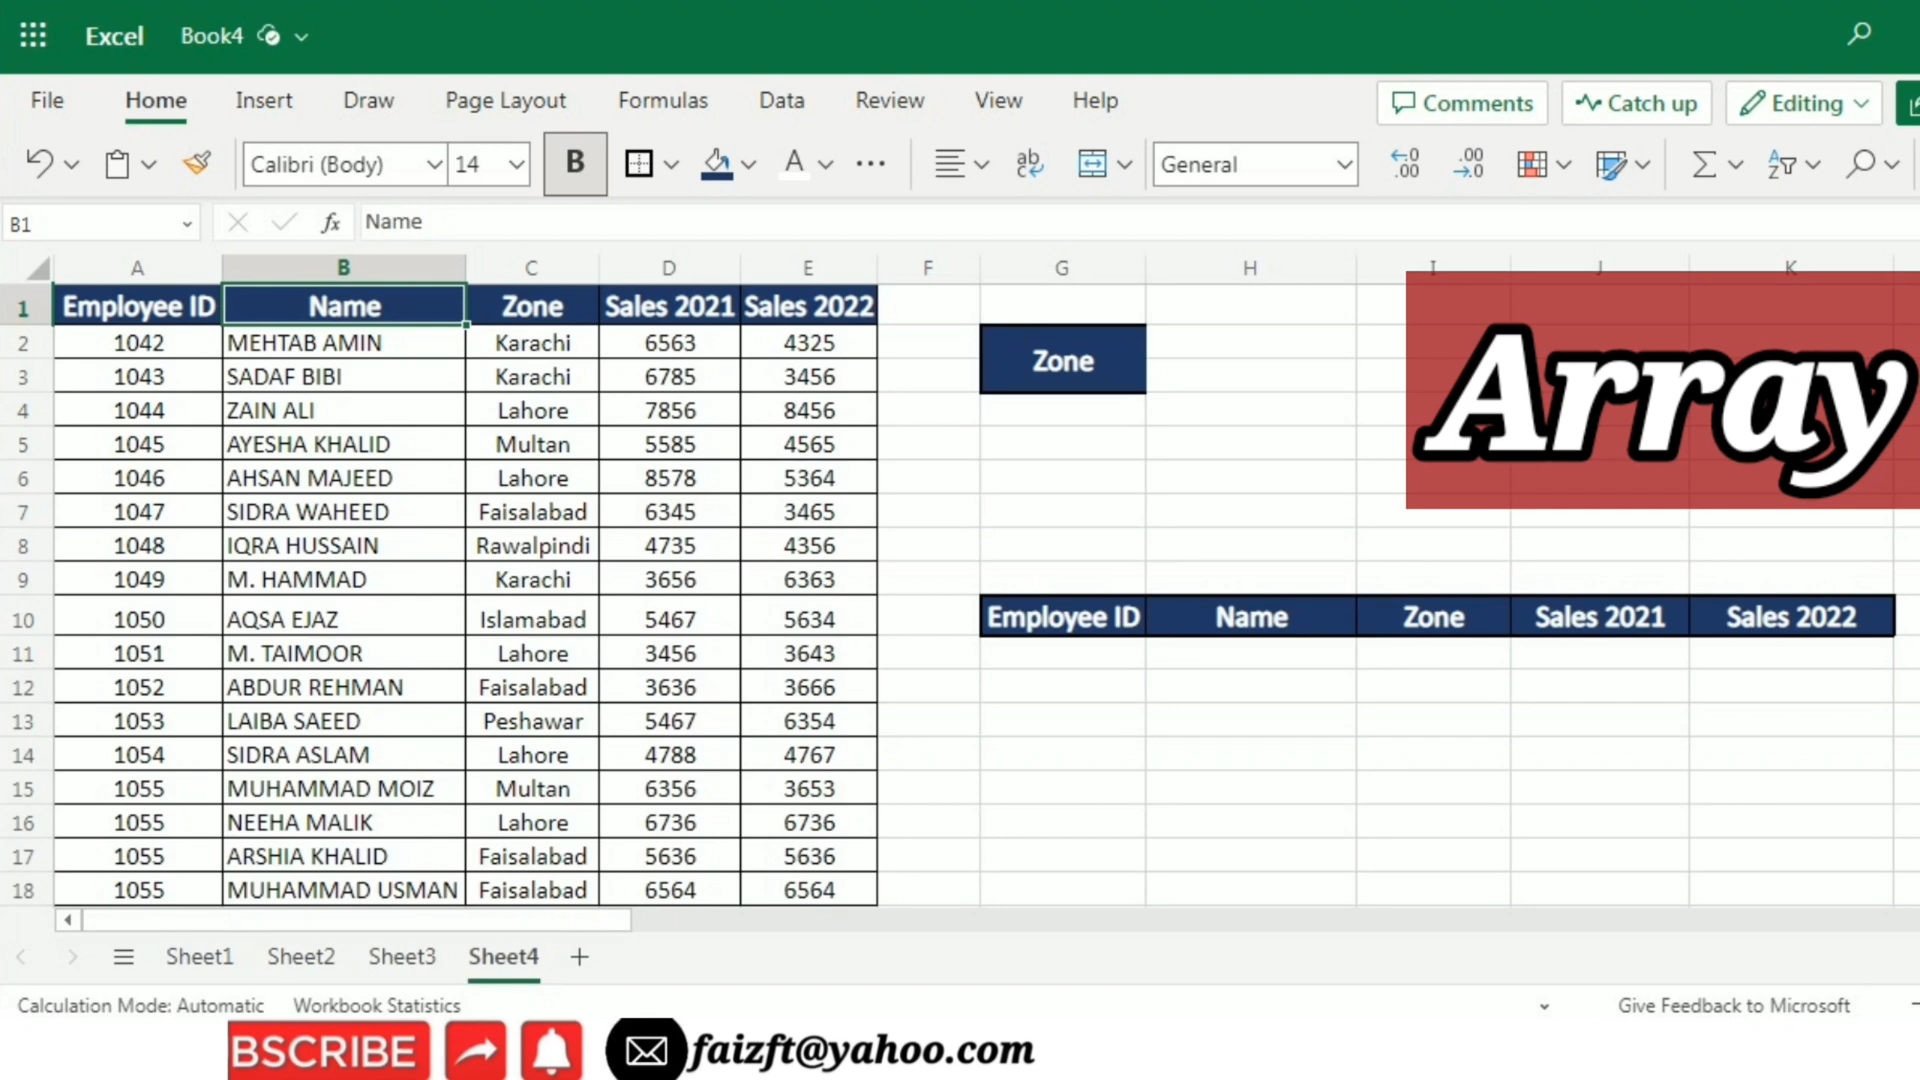 Excel Book4
File Home Insert Draw Page Layout Formulas Data Review View Help Comments Catch up Editing
Calibri (Body) 14 B A General
B1 fx Name
A B C D E F G H I J K
1 Employee ID Name Zone Sales 2021 Sales 2022
2 1042 MEHTAB AMIN Karachi 6563 4325
Zone
Array
3 1043 SADAF BIBI Karachi 6785 3456
4 1044 ZAIN ALI Lahore 7856 8456
5 1045 AYESHA KHALID Multan 5585 4565
6 1046 AHSAN MAJEED Lahore 8578 5364
7 1047 SIDRA WAHEED Faisalabad 6345 3465
8 1048 IQRA HUSSAIN Rawalpindi 4735 4356
9 1049 M. HAMMAD Karachi 3656 6363
10 1050 AQSA EJAZ Islamabad 5467 5634 Employee ID Name Zone Sales 2021 Sales 2022
11 1051 M. TAIMOOR Lahore 3456 3643
12 1052 ABDUR REHMAN Faisalabad 3636 3666
13 1053 LAIBA SAEED Peshawar 5467 6354
14 1054 SIDRA ASLAM Lahore 4788 4767
15 1055 MUHAMMAD MOIZ Multan 6356 3653
16 1055 NEEHA MALIK Lahore 6736 6736
17 1055 ARSHIA KHALID Faisalabad 5636 5636
18 1055 MUHAMMAD USMAN Faisalabad 6564 6564
Sheet1 Sheet2 Sheet3 Sheet4
Calculation Mode: Automatic Workbook Statistics Give Feedback to Microsoft
BSCRIBE faizft@yahoo.com